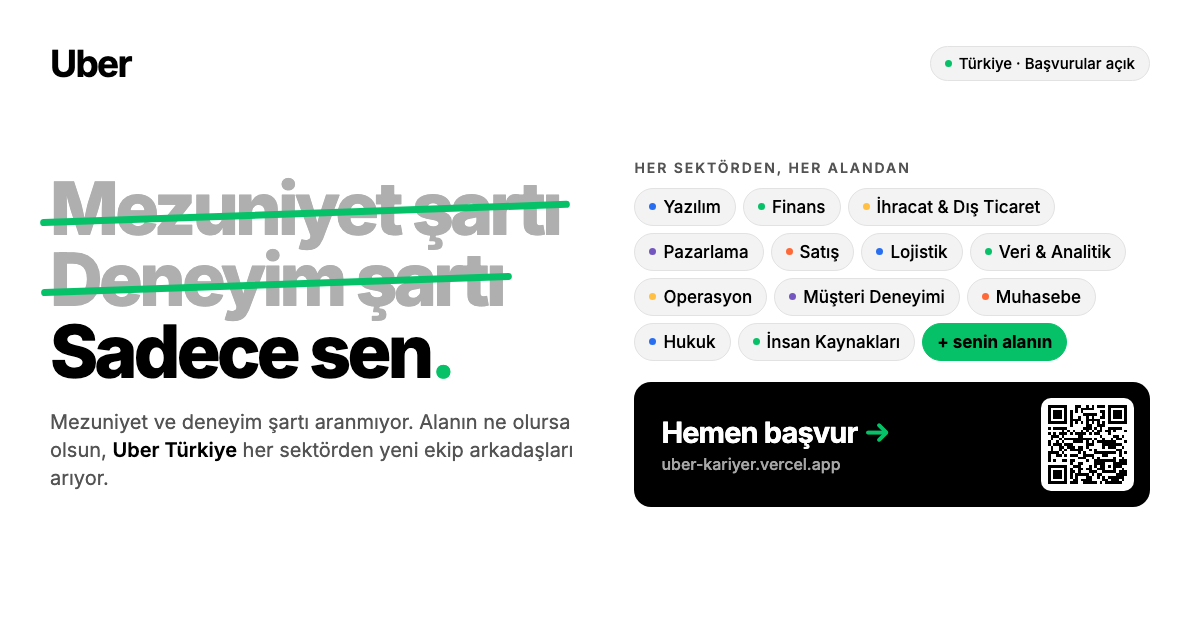 Uber
Türkiye · Başvurular açık
Mezuniyet şartı
Deneyim şartı
Sadece sen.
Mezuniyet ve deneyim şartı aranmıyor. Alanın ne olursa
olsun, Uber Türkiye her sektörden yeni ekip arkadaşları
arıyor.
HER SEKTÖRDEN, HER ALANDAN
Yazılım Finans İhracat & Dış Ticaret
Pazarlama Satış Lojistik Veri & Analitik
Operasyon Müşteri Deneyimi Muhasebe
Hukuk İnsan Kaynakları + senin alanın
Hemen başvur →
uber-kariyer.vercel.app